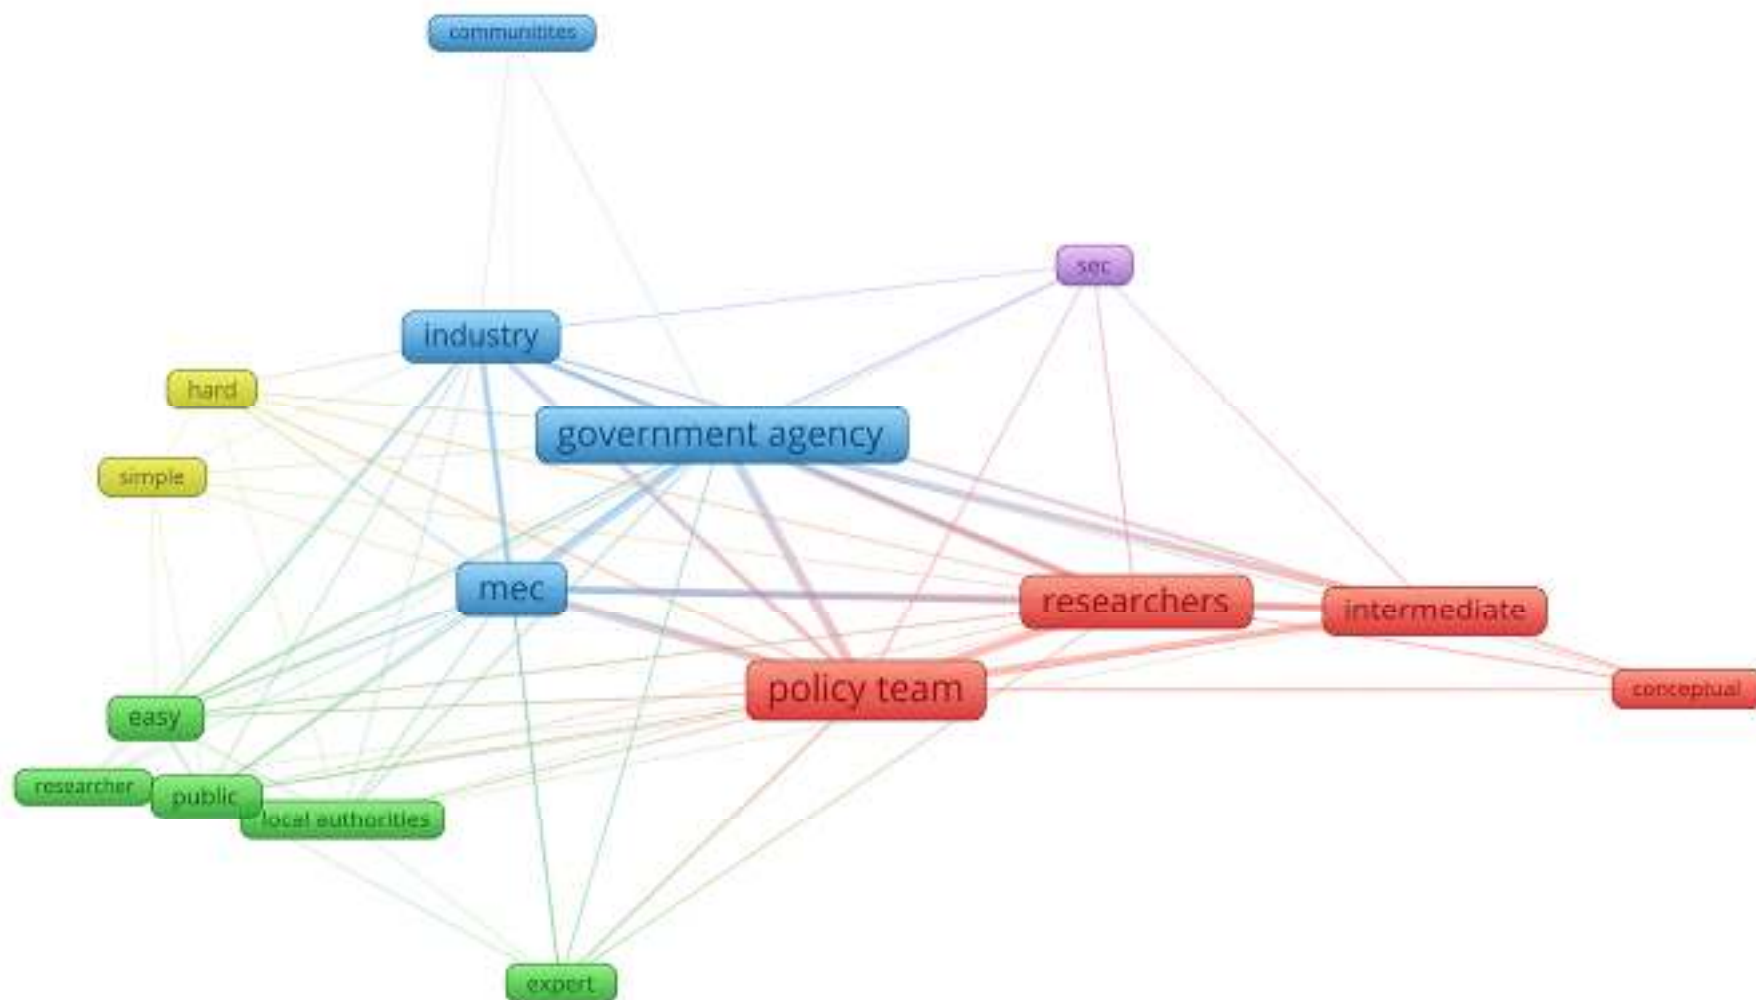 communitites
sec
industry
hard
government agency
simple
mec
researchers
intermediate
policy team
conceptual
easy
researcher
public
local authorities
expert